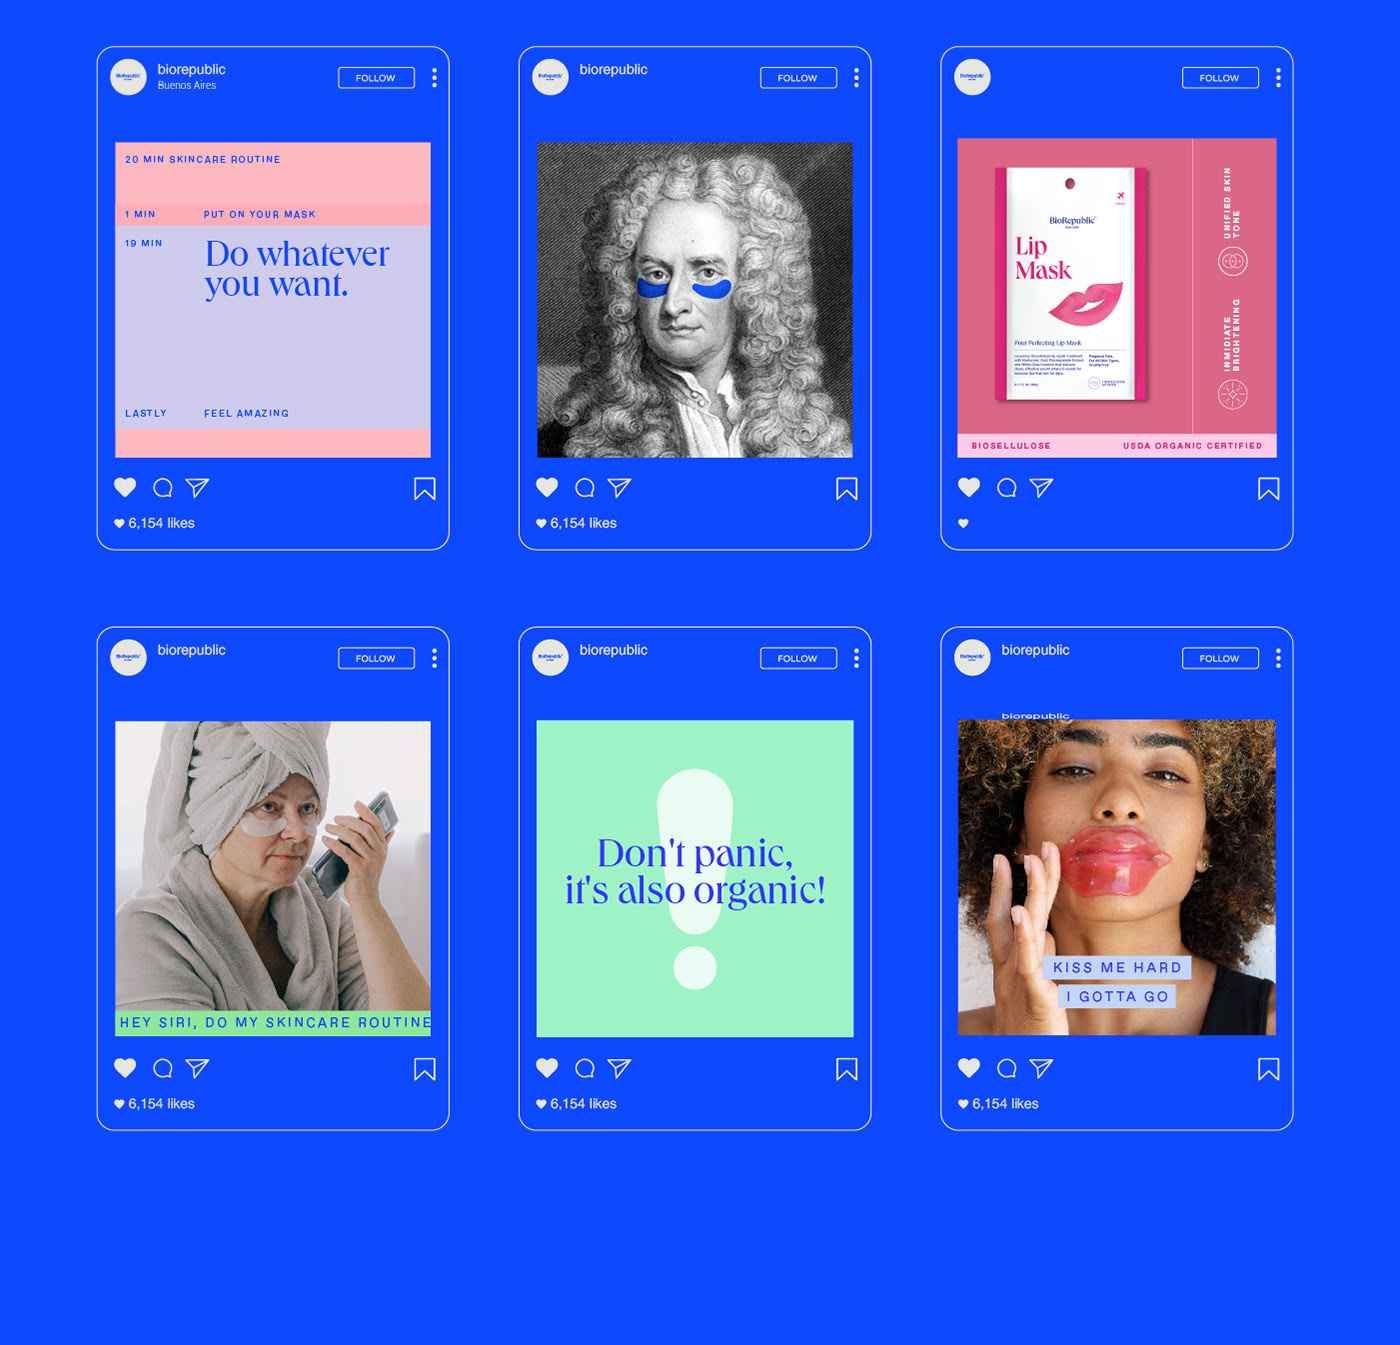 biorepublic
Buenos Aires
FOLLOW
20 MIN SKINCARE ROUTINE
1 MIN PUT ON YOUR MASK
19 MIN
Do whatever
you want.
LASTLY FEEL AMAZING
6,154 likes
biorepublic
FOLLOW
6,154 likes
FOLLOW
BioRepublic
Lip
Mask
Pout Perfecting Lip Mask
UNIFIED SKIN
TONE
INMIDIATE
BRIGHTENING
BIOSELLULOSE
USDA ORGANIC CERTIFIED
biorepublic
FOLLOW
HEY SIRI, DO MY SKINCARE ROUTINE
6,154 likes
biorepublic
FOLLOW
Don't panic,
it's also organic!
6,154 likes
biorepublic
FOLLOW
biorepublic
KISS ME HARD
I GOTTA GO
6,154 likes